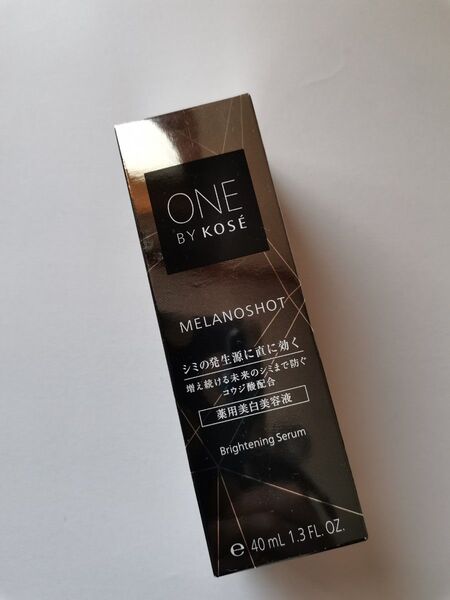 ONE
BY KOSÉ
MELANOSHOT
シミの発生源に直に効く
増え続ける未来のシミまで防ぐ
コウジ酸配合
薬用美白美容液
Brightening Serum
℮ 40 mL 1.3 FL. OZ.